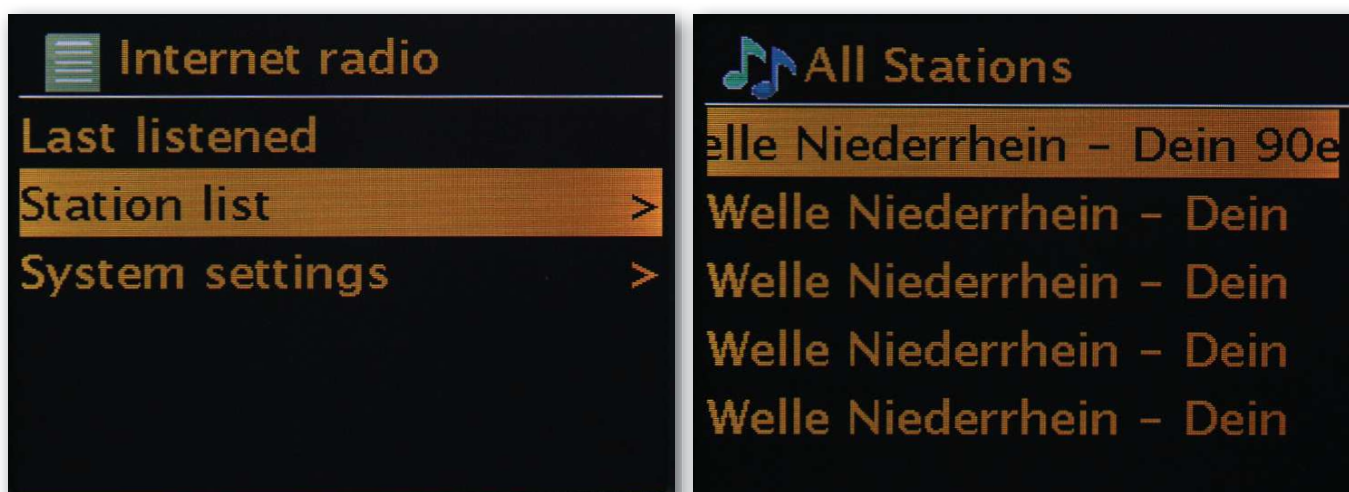 Internet radio
Last listened
Station list >
System settings >
All Stations
elle Niederrhein – Dein 90e
Welle Niederrhein – Dein
Welle Niederrhein – Dein
Welle Niederrhein – Dein
Welle Niederrhein – Dein